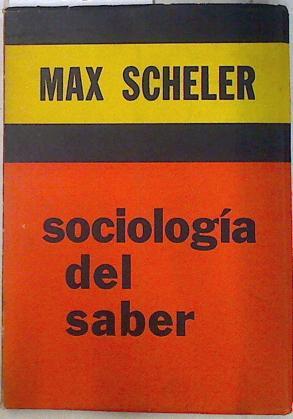 MAX SCHELER
sociología
del
saber